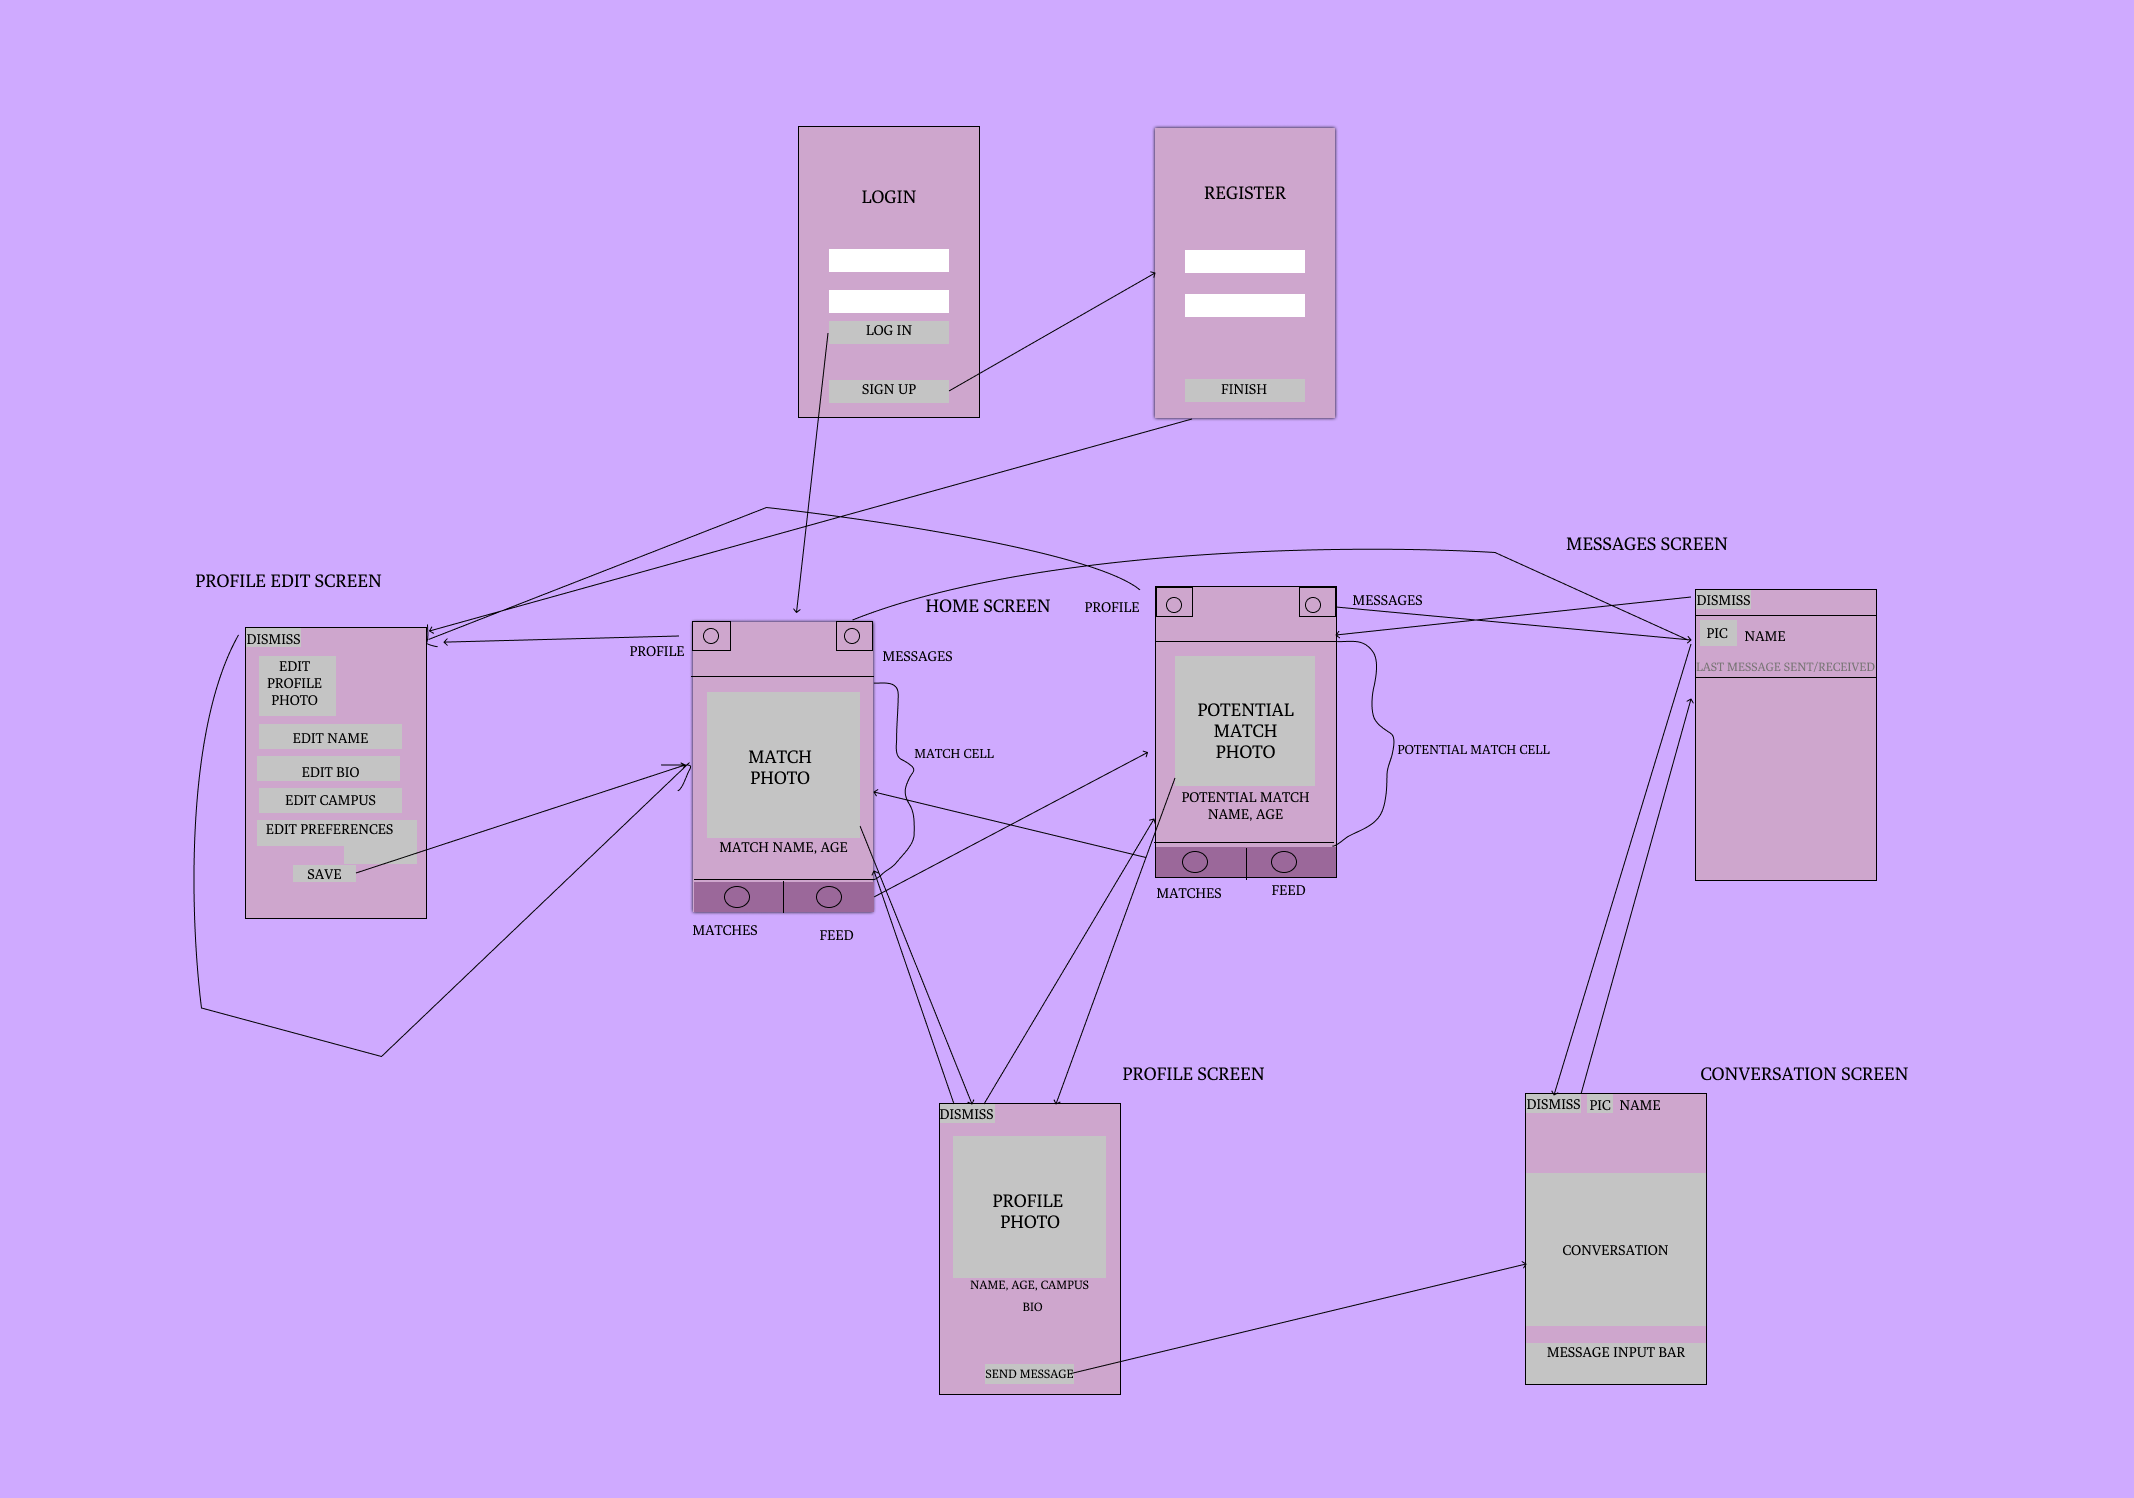 LOGIN
LOG IN
SIGN UP
REGISTER
FINISH
PROFILE EDIT SCREEN
DISMISS
EDIT
PROFILE
PHOTO
EDIT NAME
EDIT BIO
EDIT CAMPUS
EDIT PREFERENCES
SAVE
HOME SCREEN
PROFILE
MESSAGES
MATCH
PHOTO
MATCH CELL
MATCH NAME, AGE
MATCHES
FEED
PROFILE
MESSAGES
POTENTIAL
MATCH
PHOTO
POTENTIAL MATCH CELL
POTENTIAL MATCH
NAME, AGE
MATCHES
FEED
MESSAGES SCREEN
DISMISS
PIC
NAME
LAST MESSAGE SENT/RECEIVED
PROFILE SCREEN
DISMISS
PROFILE
PHOTO
NAME, AGE, CAMPUS
BIO
SEND MESSAGE
CONVERSATION SCREEN
DISMISS
PIC
NAME
CONVERSATION
MESSAGE INPUT BAR